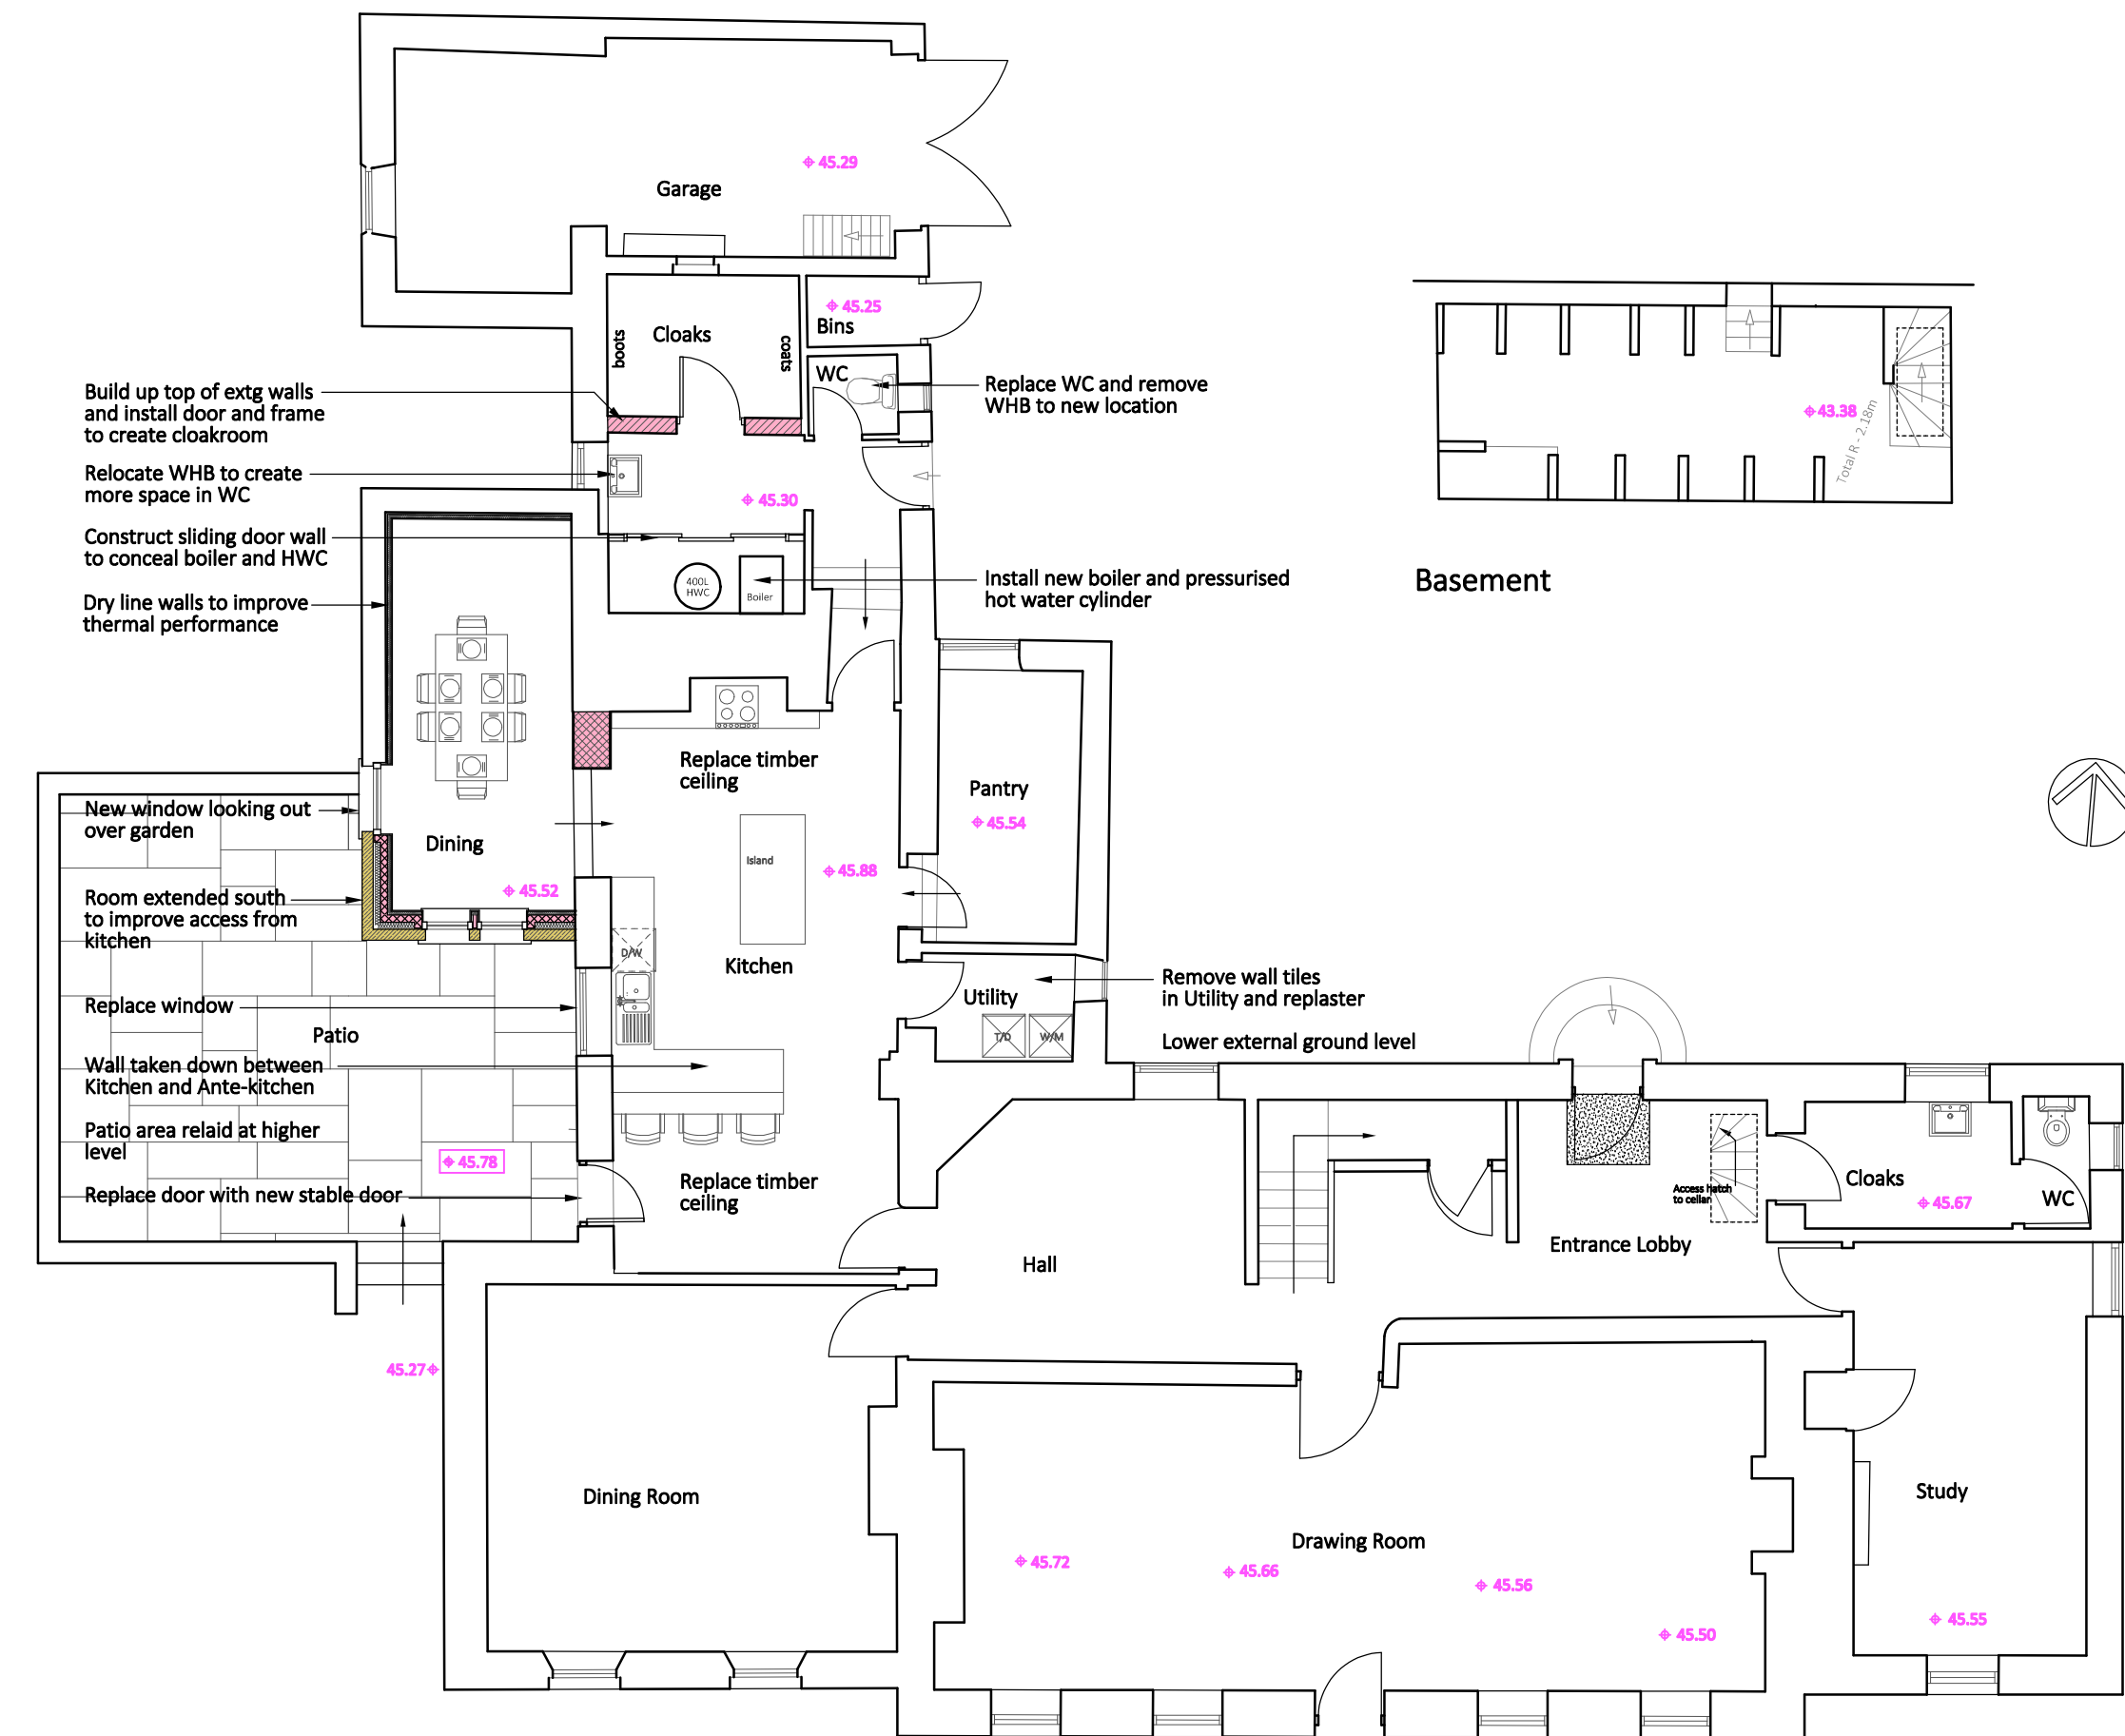 45.29
Garage
45.25
Bins
boots
Cloaks
coats
WC
Build up top of extg walls
and install door and frame
to create cloakroom
Replace WC and remove
WHB to new location
Relocate WHB to create
more space in WC
45.30
Construct sliding door wall
to conceal boiler and HWC
400L
HWC
Boiler
Install new boiler and pressurised
hot water cylinder
Dry line walls to improve
thermal performance
43.38
Total R - 2.18m
Basement
Replace timber
ceiling
Pantry
45.54
New window looking out
over garden
Dining
Island
45.88
45.52
Room extended south
to improve access from
kitchen
D/W
Kitchen
Utility
Remove wall tiles
in Utility and replaster
Replace window
Patio
T/D
W/M
Lower external ground level
Wall taken down between
Kitchen and Ante-kitchen
Patio area relaid at higher
level
45.78
Replace door with new stable door
Replace timber
ceiling
Access hatch
to cellar
Cloaks
45.67
WC
Hall
Entrance Lobby
45.27
Dining Room
Study
Drawing Room
45.72
45.66
45.56
45.50
45.55